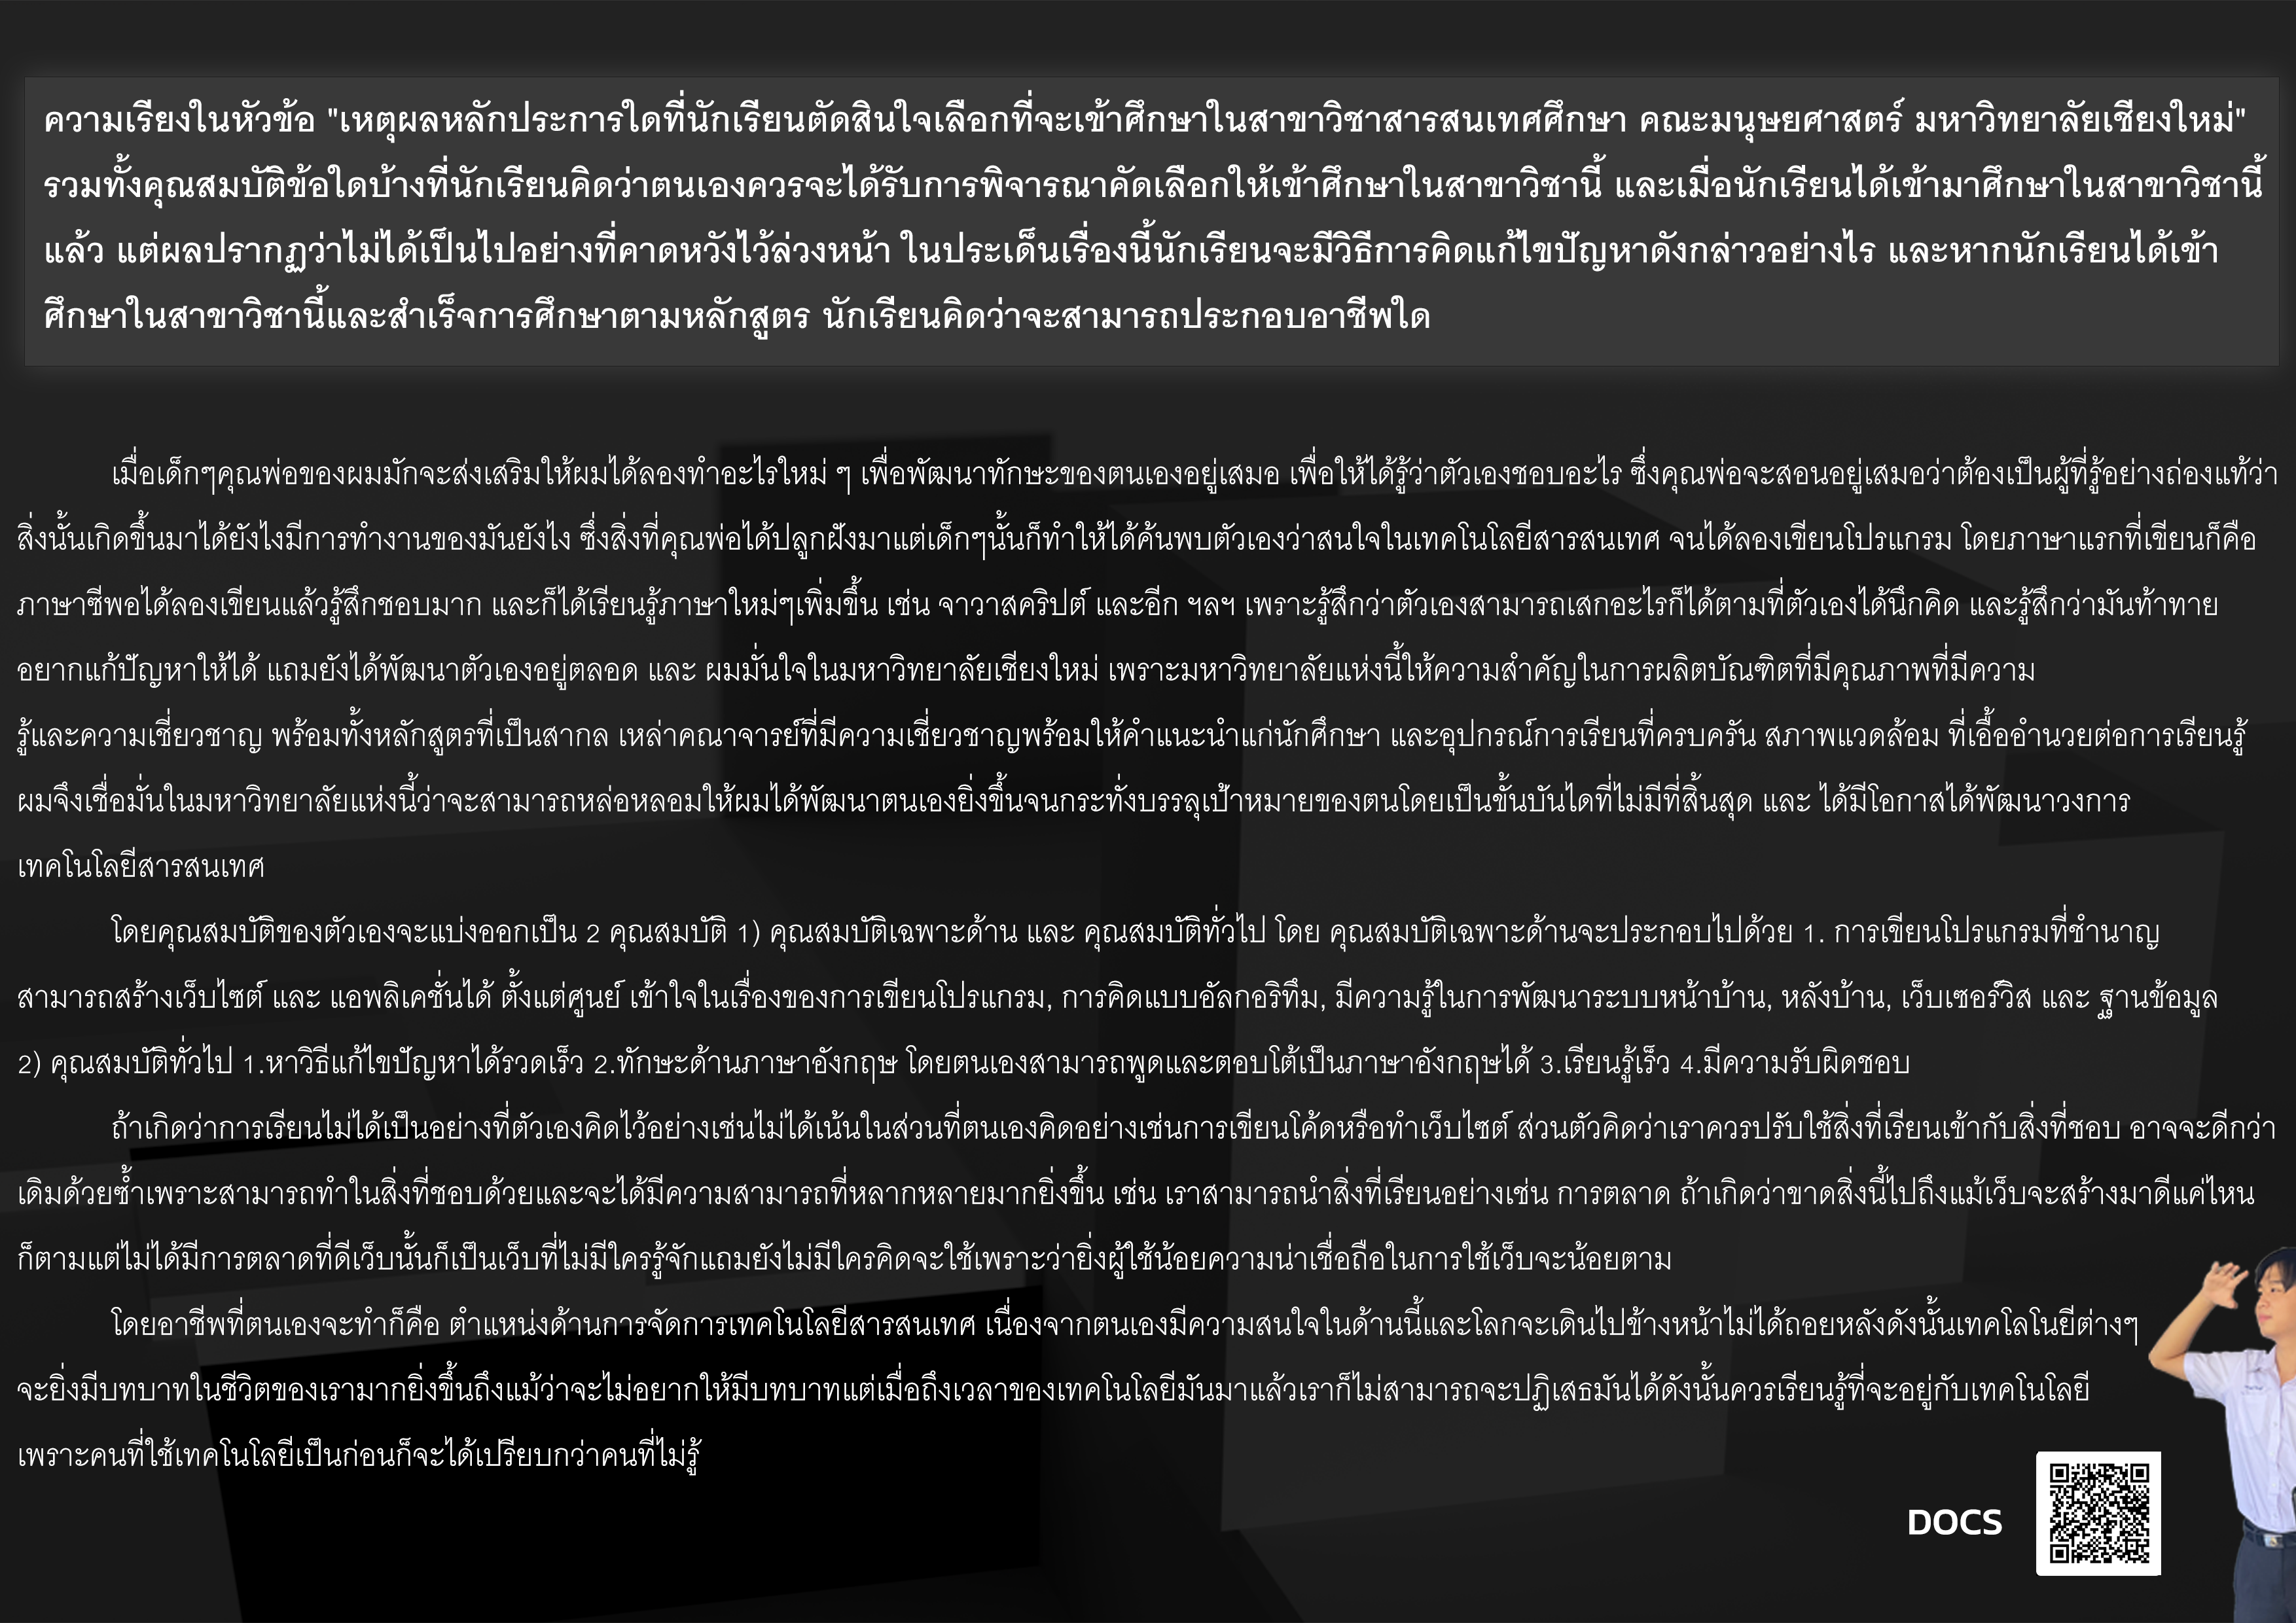 ความเรียงในหัวข้อ "เหตุผลหลักประการใดที่นักเรียนตัดสินใจเลือกที่จะเข้าศึกษาในสาขาวิชาสารสนเทศศึกษา คณะมนุษยศาสตร์ มหาวิทยาลัยเชียงใหม่"
รวมทั้งคุณสมบัติข้อใดบ้างที่นักเรียนคิดว่าตนเองควรจะได้รับการพิจารณาคัดเลือกให้เข้าศึกษาในสาขาวิชานี้ และเมื่อนักเรียนได้เข้ามาศึกษาในสาขาวิชานี้
แล้ว แต่ผลปรากฏว่าไม่ได้เป็นไปอย่างที่คาดหวังไว้ล่วงหน้า ในประเด็นเรื่องนี้นักเรียนจะมีวิธีการคิดแก้ไขปัญหาดังกล่าวอย่างไร และหากนักเรียนได้เข้า
ศึกษาในสาขาวิชานี้และสำเร็จการศึกษาตามหลักสูตร นักเรียนคิดว่าจะสามารถประกอบอาชีพใด
เมื่อเด็กๆคุณพ่อของผมมักจะส่งเสริมให้ผมได้ลองทำอะไรใหม่ ๆ เพื่อพัฒนาทักษะของตนเองอยู่เสมอ เพื่อให้ได้รู้ว่าตัวเองชอบอะไร ซึ่งคุณพ่อจะสอนอยู่เสมอว่าต้องเป็นผู้ที่รู้อย่างถ่องแท้ว่า
สิ่งนั้นเกิดขึ้นมาได้ยังไงมีการทำงานของมันยังไง ซึ่งสิ่งที่คุณพ่อได้ปลูกฝังมาแต่เด็กๆนั้นก็ทำให้ได้ค้นพบตัวเองว่าสนใจในเทคโนโลยีสารสนเทศ จนได้ลองเขียนโปรแกรม โดยภาษาแรกที่เขียนก็คือ
ภาษาซีพอได้ลองเขียนแล้วรู้สึกชอบมาก และก็ได้เรียนรู้ภาษาใหม่ๆเพิ่มขึ้น เช่น จาวาสคริปต์ และอีก ฯลฯ เพราะรู้สึกว่าตัวเองสามารถเสกอะไรก็ได้ตามที่ตัวเองได้นึกคิด และรู้สึกว่ามันท้าทาย
อยากแก้ปัญหาให้ได้ แถมยังได้พัฒนาตัวเองอยู่ตลอด และ ผมมั่นใจในมหาวิทยาลัยเชียงใหม่ เพราะมหาวิทยาลัยแห่งนี้ให้ความสำคัญในการผลิตบัณฑิตที่มีคุณภาพที่มีความ
รู้และความเชี่ยวชาญ พร้อมทั้งหลักสูตรที่เป็นสากล เหล่าคณาจารย์ที่มีความเชี่ยวชาญพร้อมให้คำแนะนำแก่นักศึกษา และอุปกรณ์การเรียนที่ครบครัน สภาพแวดล้อม ที่เอื้ออำนวยต่อการเรียนรู้
ผมจึงเชื่อมั่นในมหาวิทยาลัยแห่งนี้ว่าจะสามารถหล่อหลอมให้ผมได้พัฒนาตนเองยิ่งขึ้นจนกระทั่งบรรลุเป้าหมายของตนโดยเป็นขั้นบันไดที่ไม่มีที่สิ้นสุด และ ได้มีโอกาสได้พัฒนาวงการ
เทคโนโลยีสารสนเทศ
โดยคุณสมบัติของตัวเองจะแบ่งออกเป็น 2 คุณสมบัติ 1) คุณสมบัติเฉพาะด้าน และ คุณสมบัติทั่วไป โดย คุณสมบัติเฉพาะด้านจะประกอบไปด้วย 1. การเขียนโปรแกรมที่ชำนาญ
สามารถสร้างเว็บไซต์ และ แอพลิเคชั่นได้ ตั้งแต่ศูนย์ เข้าใจในเรื่องของการเขียนโปรแกรม, การคิดแบบอัลกอริทึม, มีความรู้ในการพัฒนาระบบหน้าบ้าน, หลังบ้าน, เว็บเซอร์วิส และ ฐานข้อมูล
2) คุณสมบัติทั่วไป 1.หาวิธีแก้ไขปัญหาได้รวดเร็ว 2.ทักษะด้านภาษาอังกฤษ โดยตนเองสามารถพูดและตอบโต้เป็นภาษาอังกฤษได้ 3.เรียนรู้เร็ว 4.มีความรับผิดชอบ
ถ้าเกิดว่าการเรียนไม่ได้เป็นอย่างที่ตัวเองคิดไว้อย่างเช่นไม่ได้เน้นในส่วนที่ตนเองคิดอย่างเช่นการเขียนโค้ดหรือทำเว็บไซต์ ส่วนตัวคิดว่าเราควรปรับใช้สิ่งที่เรียนเข้ากับสิ่งที่ชอบ อาจจะดีกว่า
เดิมด้วยซ้ำเพราะสามารถทำในสิ่งที่ชอบด้วยและจะได้มีความสามารถที่หลากหลายมากยิ่งขึ้น เช่น เราสามารถนำสิ่งที่เรียนอย่างเช่น การตลาด ถ้าเกิดว่าขาดสิ่งนี้ไปถึงแม้เว็บจะสร้างมาดีแค่ไหน
ก็ตามแต่ไม่ได้มีการตลาดที่ดีเว็บนั้นก็เป็นเว็บที่ไม่มีใครรู้จักแถมยังไม่มีใครคิดจะใช้เพราะว่ายิ่งผู้ใช้น้อยความน่าเชื่อถือในการใช้เว็บจะน้อยตาม
โดยอาชีพที่ตนเองจะทำก็คือ ตำแหน่งด้านการจัดการเทคโนโลยีสารสนเทศ เนื่องจากตนเองมีความสนใจในด้านนี้และโลกจะเดินไปข้างหน้าไม่ได้ถอยหลังดังนั้นเทคโลโนยีต่างๆ
จะยิ่งมีบทบาทในชีวิตของเรามากยิ่งขึ้นถึงแม้ว่าจะไม่อยากให้มีบทบาทแต่เมื่อถึงเวลาของเทคโนโลยีมันมาแล้วเราก็ไม่สามารถจะปฏิเสธมันได้ดังนั้นควรเรียนรู้ที่จะอยู่กับเทคโนโลยี
เพราะคนที่ใช้เทคโนโลยีเป็นก่อนก็จะได้เปรียบกว่าคนที่ไม่รู้
DOCS